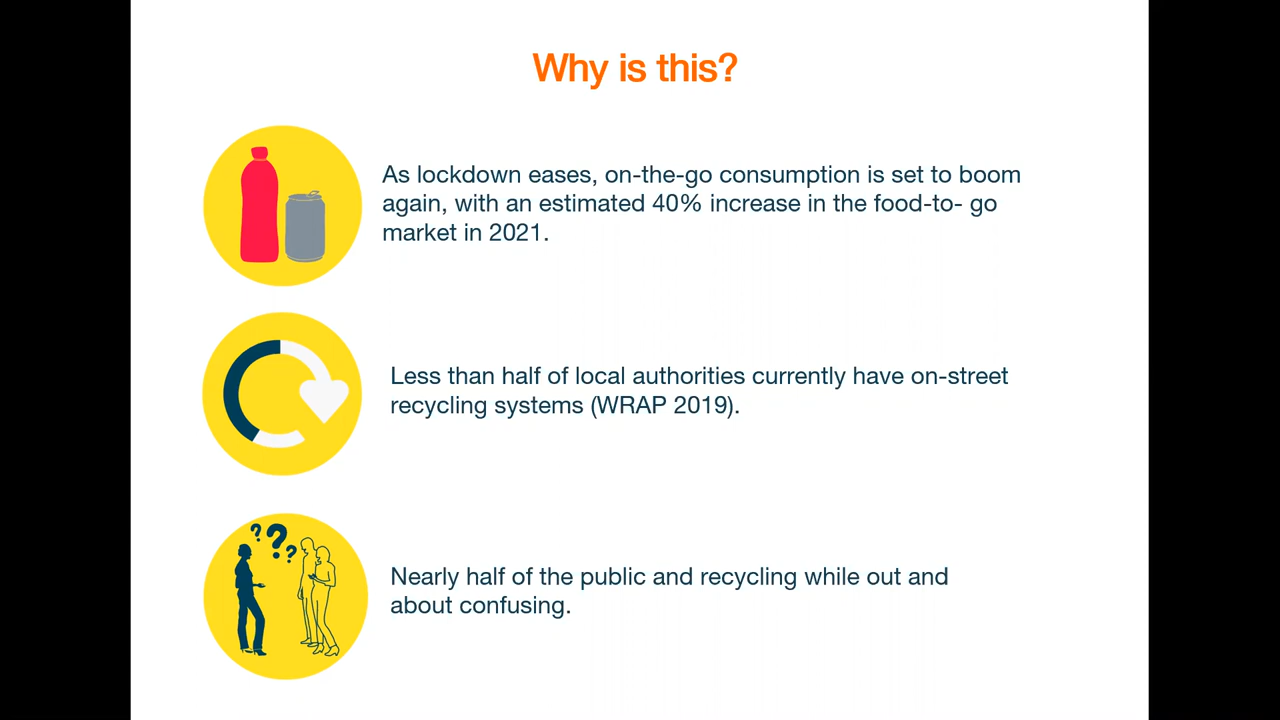 Why is this?
As lockdown eases, on-the-go consumption is set to boom
again, with an estimated 40% increase in the food-to- go
market in 2021.
Less than half of local authorities currently have on-street
recycling systems (WRAP 2019).
? ? ?
Nearly half of the public and recycling while out and
about confusing.